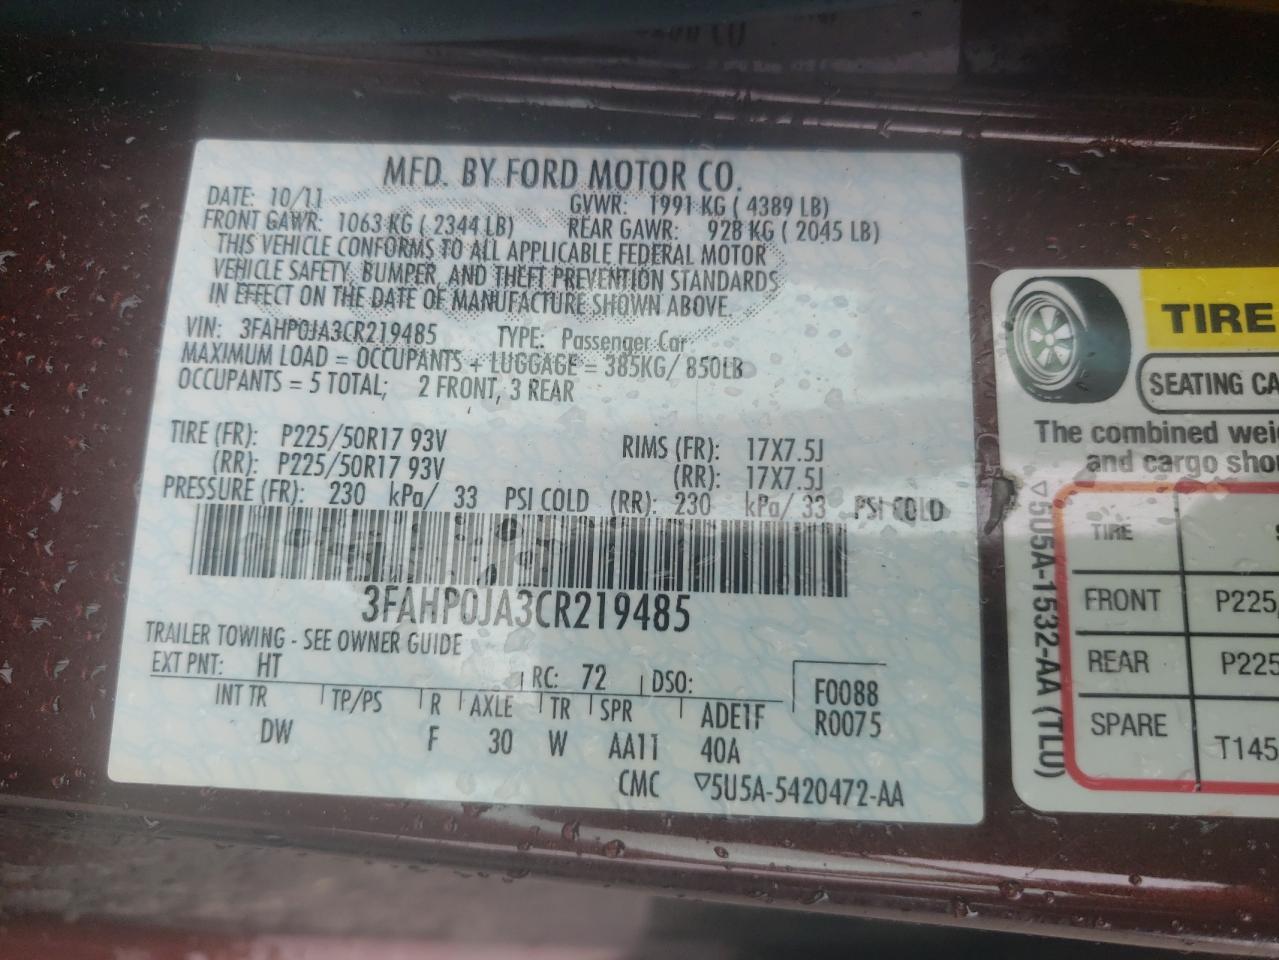 MFD. BY FORD MOTOR CO.
DATE: 10/11 GVWR: 1991 KG ( 4389 LB)
FRONT GAWR: 1063 KG ( 2344 LB) REAR GAWR: 928 KG ( 2045 LB)
THIS VEHICLE CONFORMS TO ALL APPLICABLE FEDERAL MOTOR
VEHICLE SAFETY, BUMPER, AND THEFT PREVENTION STANDARDS
IN EFFECT ON THE DATE OF MANUFACTURE SHOWN ABOVE.
VIN: 3FAHP0JA3CR219485 TYPE: Passenger Car
MAXIMUM LOAD = OCCUPANTS + LUGGAGE = 385KG/ 850LB
OCCUPANTS = 5 TOTAL; 2 FRONT, 3 REAR
TIRE (FR): P225/50R17 93V RIMS (FR): 17X7.5J
(RR): P225/50R17 93V (RR): 17X7.5J
PRESSURE (FR): 230 kPa/ 33 PSI COLD (RR): 230 kPa/ 33 PSI COLD
3FAHP0JA3CR219485
TRAILER TOWING - SEE OWNER GUIDE
EXT PNT: HT RC: 72 DSO:
INT TR TP/PS R AXLE TR SPR ADE1F
DW F 30 W AA11 40A
F0088
R0075
CMC ▽5U5A-5420472-AA
TIRE
SEATING CA
The combined wei
and cargo shou
▽5U5A-1532-AA (TLU)
TIRE
FRONT P225
REAR P225
SPARE T145